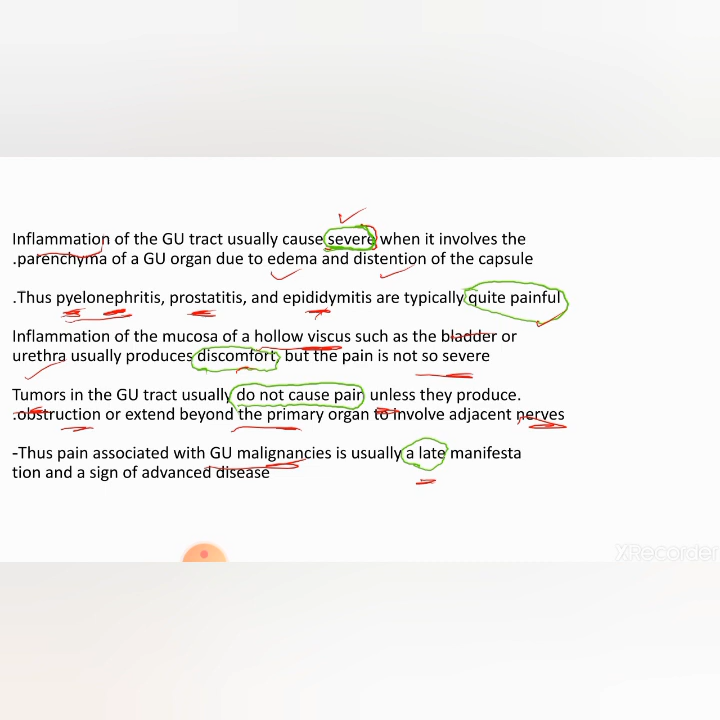 Inflammation of the GU tract usually cause severe when it involves the
.parenchyma of a GU organ due to edema and distention of the capsule
.Thus pyelonephritis, prostatitis, and epididymitis are typically quite painful
Inflammation of the mucosa of a hollow viscus such as the bladder or
urethra usually produces discomfort, but the pain is not so severe
Tumors in the GU tract usually do not cause pain unless they produce.
.obstruction or extend beyond the primary organ to involve adjacent nerves
-Thus pain associated with GU malignancies is usually a late manifesta
tion and a sign of advanced disease
XRecorder